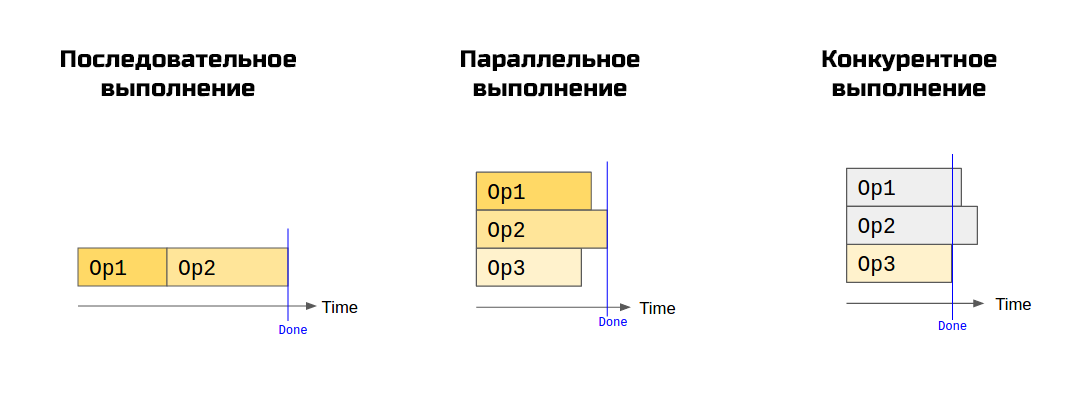 Последовательное
выполнение
Op1
Op2
Time
Done
Параллельное
выполнение
Op1
Op2
Op3
Time
Done
Конкурентное
выполнение
Op1
Op2
Op3
Time
Done